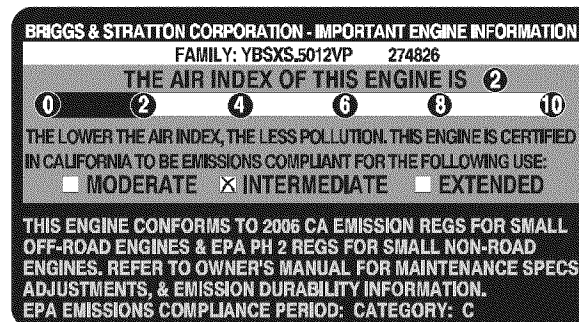 BRIGGS & STRATTON CORPORATION - IMPORTANT ENGINE INFORMATION
FAMILY: YBSXS.5012VP 274826
THE AIR INDEX OF THIS ENGINE IS 2
0 2 4 6 8 10
THE LOWER THE AIR INDEX, THE LESS POLLUTION. THIS ENGINE IS CERTIFIED
IN CALIFORNIA TO BE EMISSIONS COMPLIANT FOR THE FOLLOWING USE:
MODERATE INTERMEDIATE EXTENDED
THIS ENGINE CONFORMS TO 2006 CA EMISSION REGS FOR SMALL
OFF-ROAD ENGINES & EPA PH 2 REGS FOR SMALL NON-ROAD
ENGINES. REFER TO OWNER'S MANUAL FOR MAINTENANCE SPECS
ADJUSTMENTS, & EMISSION DURABILITY INFORMATION.
EPA EMISSIONS COMPLIANCE PERIOD: CATEGORY: C